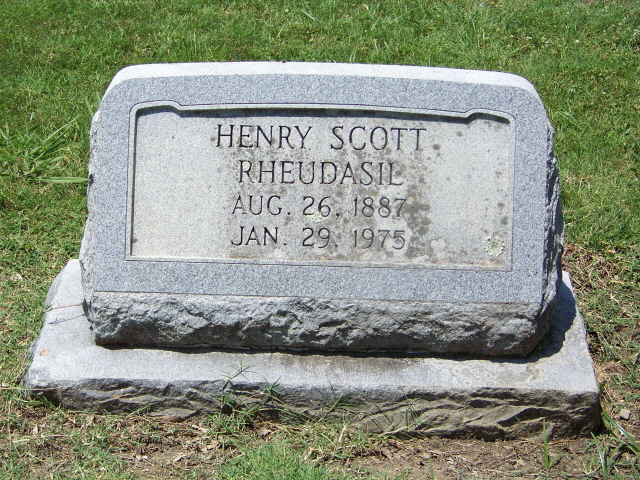 HENRY SCOTT
RHEUDASIL
AUG. 26, 1887
JAN. 29, 1975